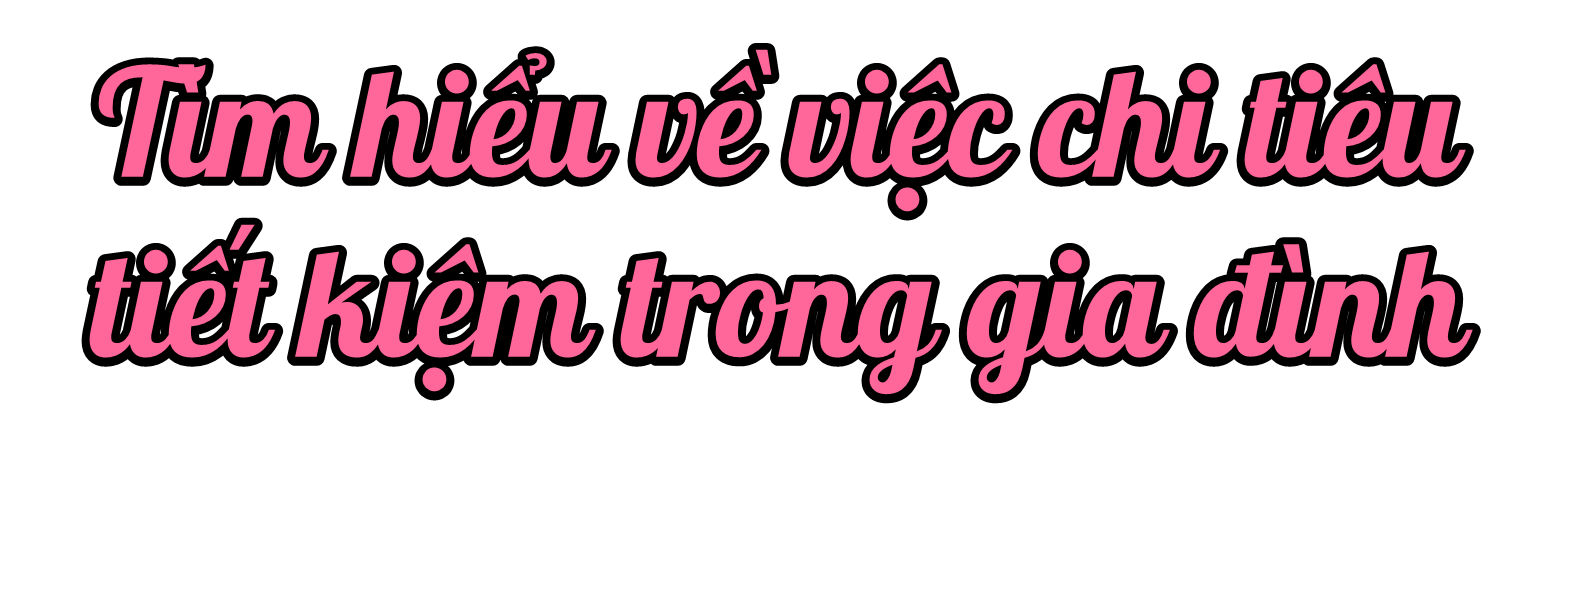 Tìm hiểu về việc chi tiêu
tiết kiệm trong gia đình